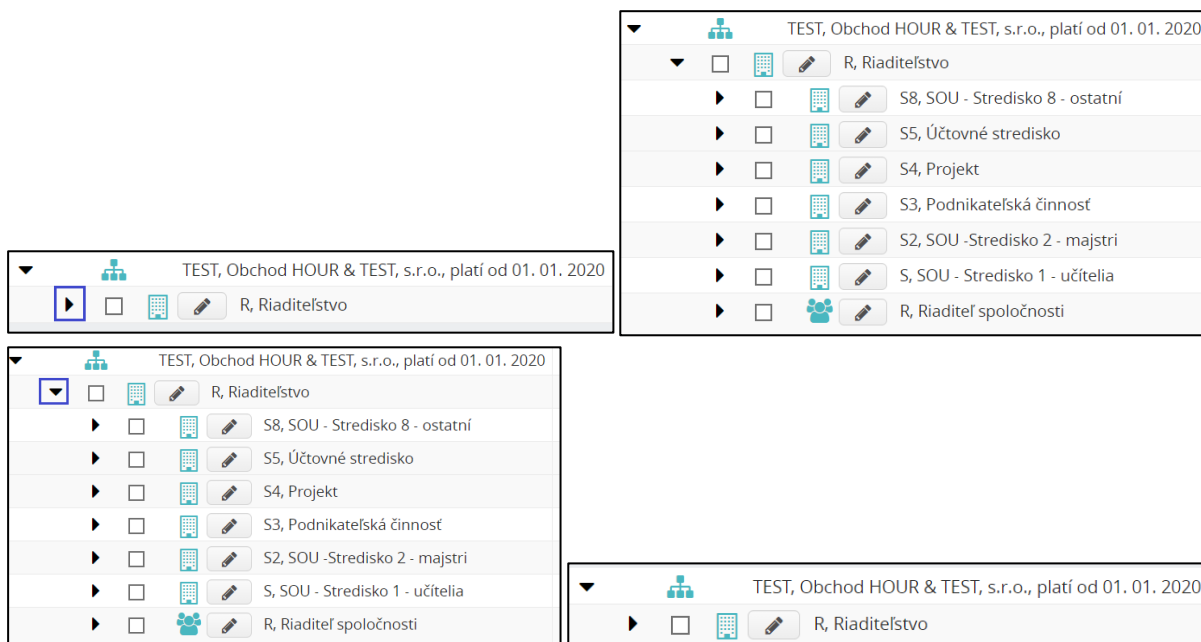 TEST, Obchod HOUR & TEST, s.r.o., platí od 01. 01. 2020
R, Riaditeľstvo
TEST, Obchod HOUR & TEST, s.r.o., platí od 01. 01. 2020
R, Riaditeľstvo
S8, SOU - Stredisko 8 - ostatní
S5, Účtovné stredisko
S4, Projekt
S3, Podnikateľská činnosť
S2, SOU -Stredisko 2 - majstri
S, SOU - Stredisko 1 - učítelia
R, Riaditeľ spoločnosti
TEST, Obchod HOUR & TEST, s.r.o., platí od 01. 01. 2020
R, Riaditeľstvo
S8, SOU - Stredisko 8 - ostatní
S5, Účtovné stredisko
S4, Projekt
S3, Podnikateľská činnosť
S2, SOU -Stredisko 2 - majstri
S, SOU - Stredisko 1 - učítelia
R, Riaditeľ spoločnosti
TEST, Obchod HOUR & TEST, s.r.o., platí od 01. 01. 2020
R, Riaditeľstvo